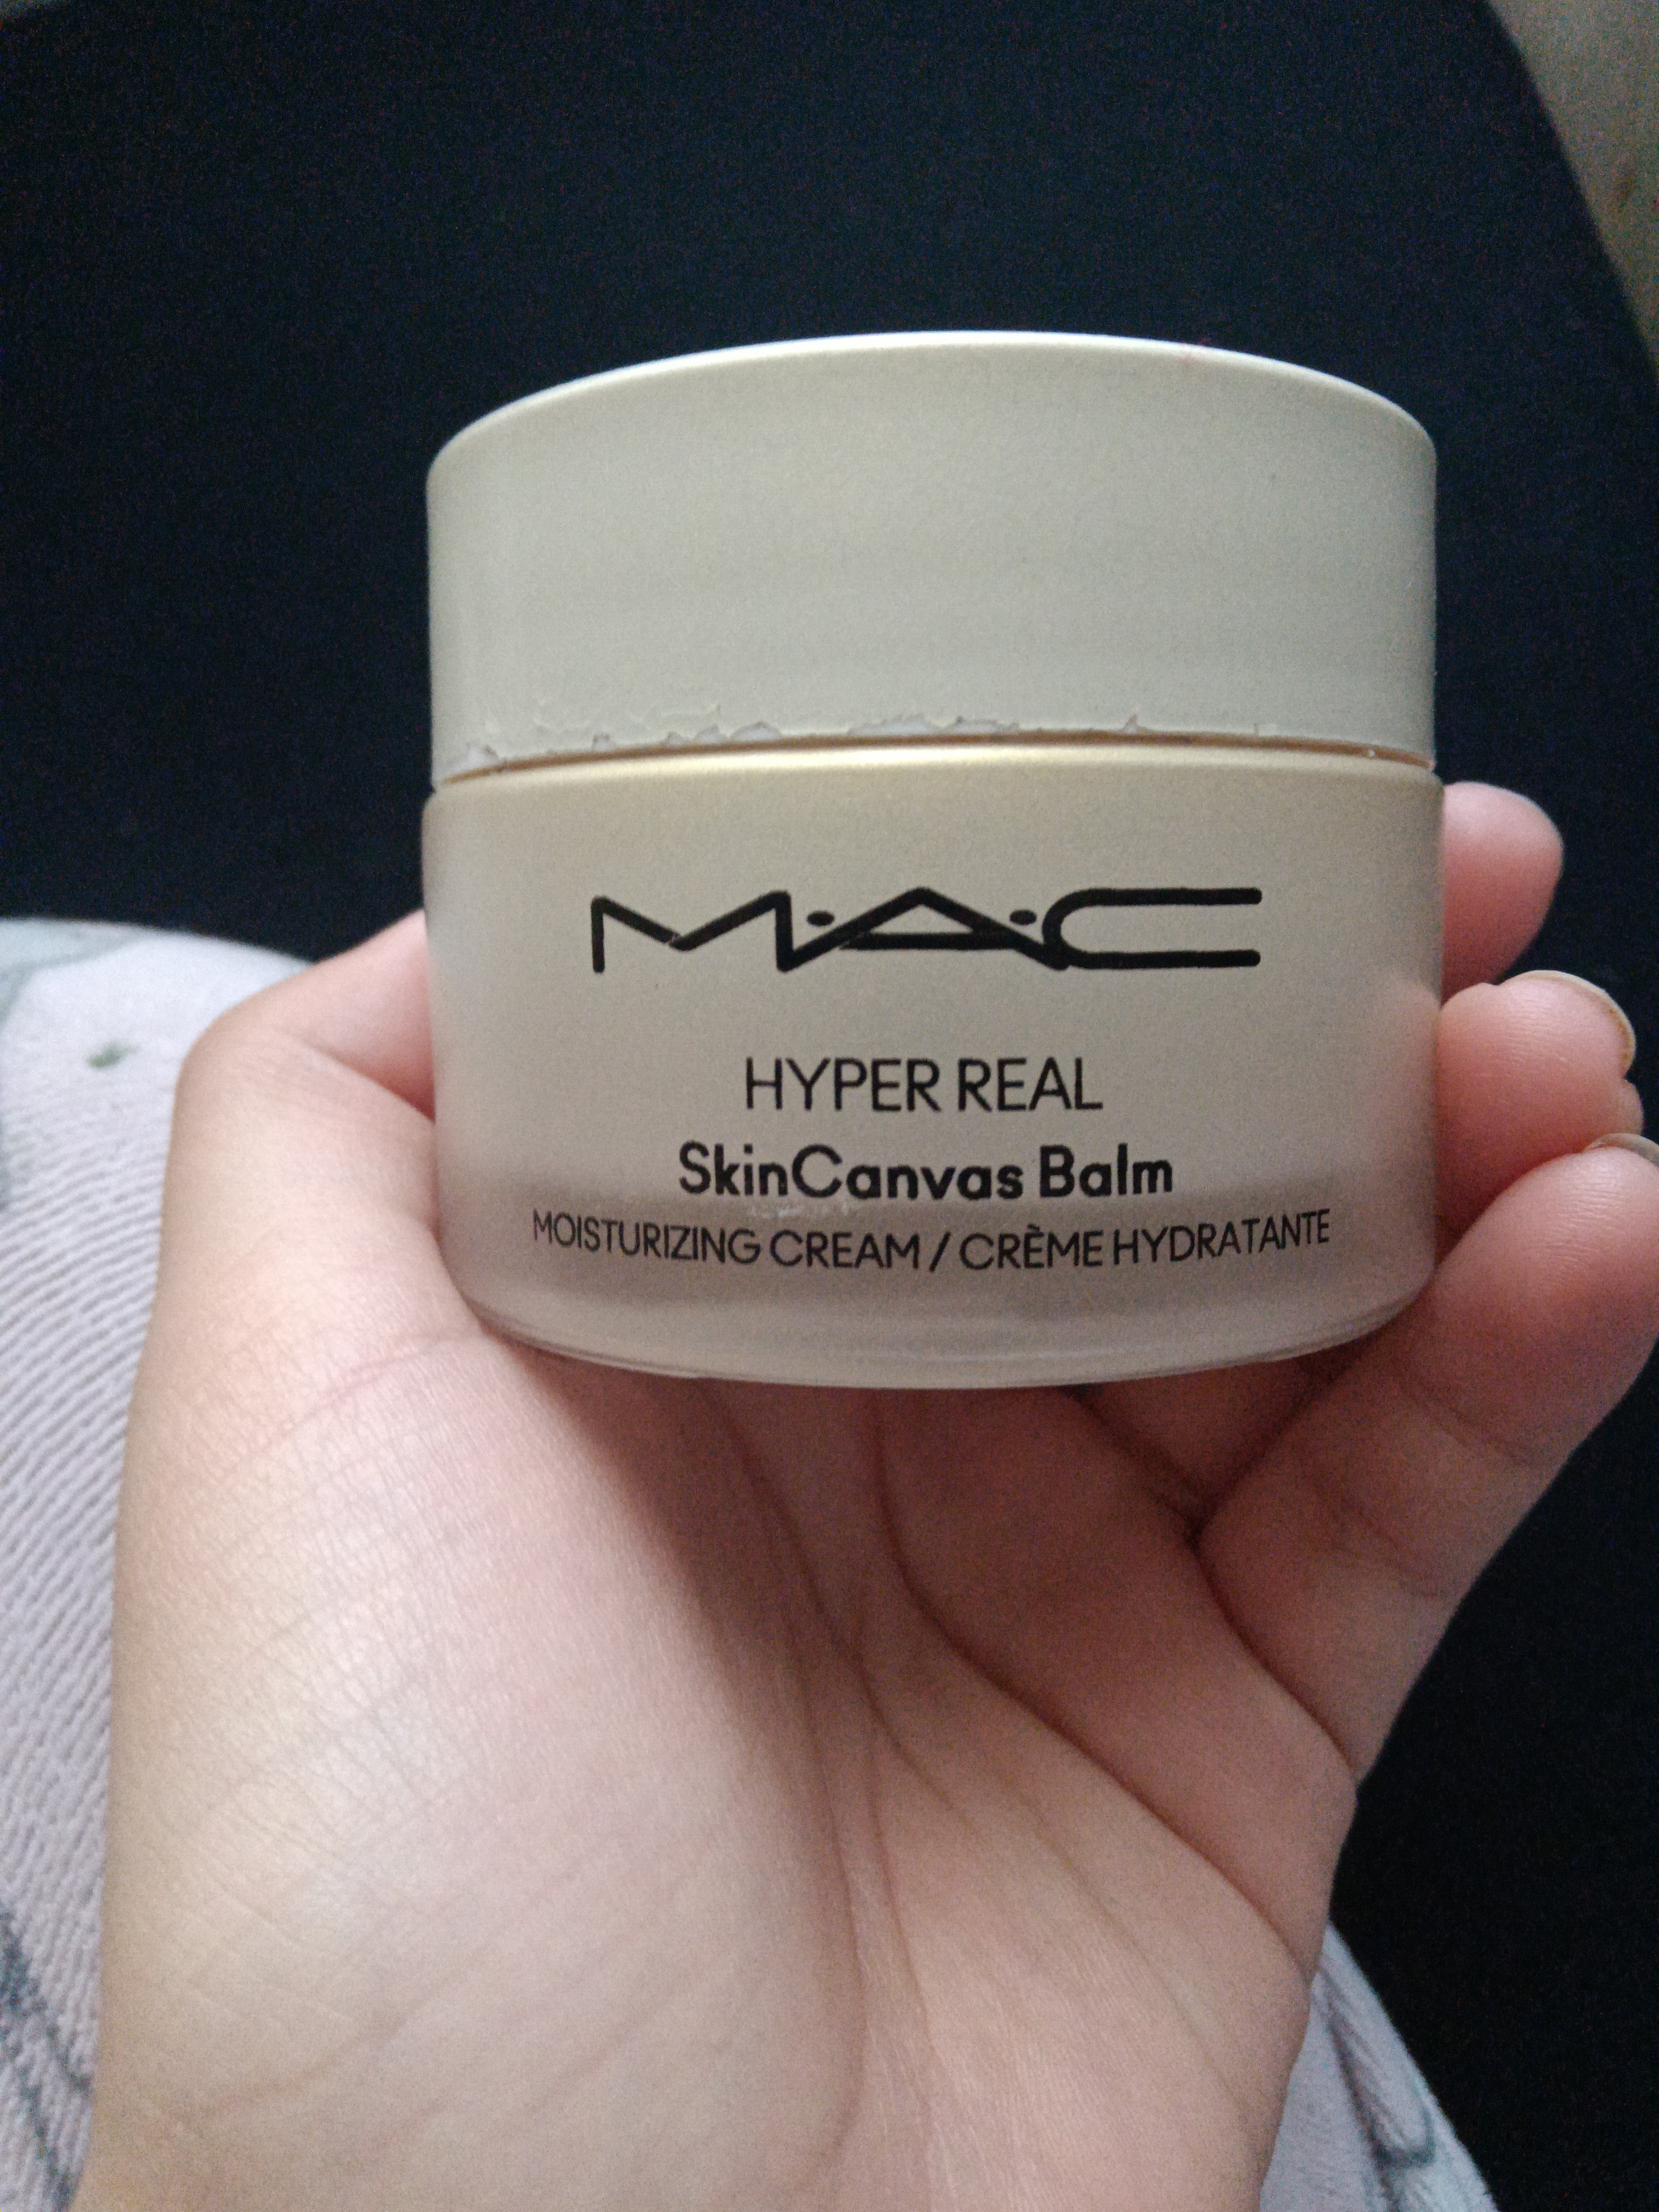 M·A·C
HYPER REAL
SkinCanvas Balm
MOISTURIZING CREAM / CRÈME HYDRATANTE